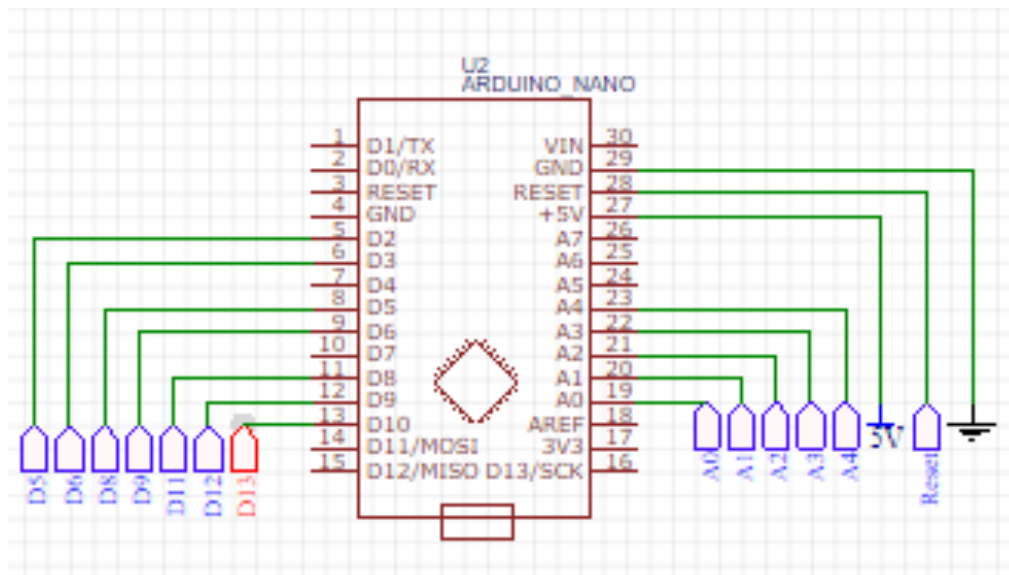 U2
ARDUINO_NANO
1 D1/TX VIN 30
2 D0/RX GND 29
3 RESET RESET 28
4 GND +5V 27
5 D2 A7 26
6 D3 A6 25
7 D4 A5 24
8 D5 A4 23
9 D6 A3 22
10 D7 A2 21
11 D8 A1 20
12 D9 A0 19
13 D10 AREF 18
14 D11/MOSI 3V3 17
15 D12/MISO D13/SCK 16
D5 D6 D8 D9 D11 D12 D13 A0 A1 A2 A3 A4 5V Reset